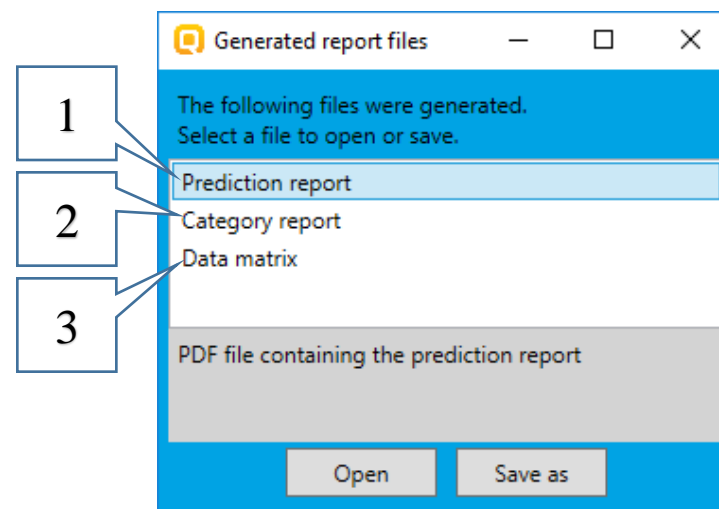 Generated report files
The following files were generated.
Select a file to open or save.
1
Prediction report
2
Category report
3
Data matrix
PDF file containing the prediction report
Open
Save as